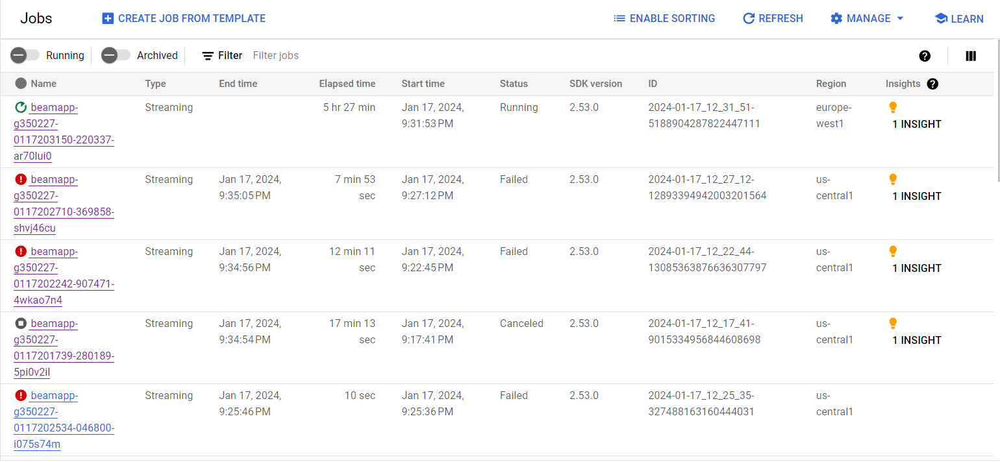 Jobs
CREATE JOB FROM TEMPLATE
ENABLE SORTING
REFRESH
MANAGE
LEARN
Running
Archived
Filter
Filter jobs
Name Type End time Elapsed time Start time Status SDK version ID Region Insights
beamapp- Streaming 5 hr 27 min Jan 17, 2024, Running 2.53.0 2024-01-17_12_31_51- europe-
g350227- 9:31:53 PM 5188904287822447111 west1 1 INSIGHT
0117203150-220337-
ar70lui0
beamapp- Streaming Jan 17, 2024, 7 min 53 Jan 17, 2024, Failed 2.53.0 2024-01-17_12_27_12- us-
g350227- 9:35:05 PM sec 9:27:12 PM 12893394942003201564 central1 1 INSIGHT
0117202710-369858-
shvj46cu
beamapp- Streaming Jan 17, 2024, 12 min 11 Jan 17, 2024, Failed 2.53.0 2024-01-17_12_22_44- us-
g350227- 9:34:56 PM sec 9:22:45 PM 13085363876636307797 central1 1 INSIGHT
0117202242-907471-
4wkao7n4
beamapp- Streaming Jan 17, 2024, 17 min 13 Jan 17, 2024, Canceled 2.53.0 2024-01-17_12_17_41- us-
g350227- 9:34:54 PM sec 9:17:41 PM 9015334956844608698 central1 1 INSIGHT
0117201739-280189-
5pi0v2il
beamapp- Streaming Jan 17, 2024, 10 sec Jan 17, 2024, Failed 2.53.0 2024-01-17_12_25_35- us-
g350227- 9:25:46 PM 9:25:36 PM 327488163160444031 central1
0117202534-046800-
i075s74m